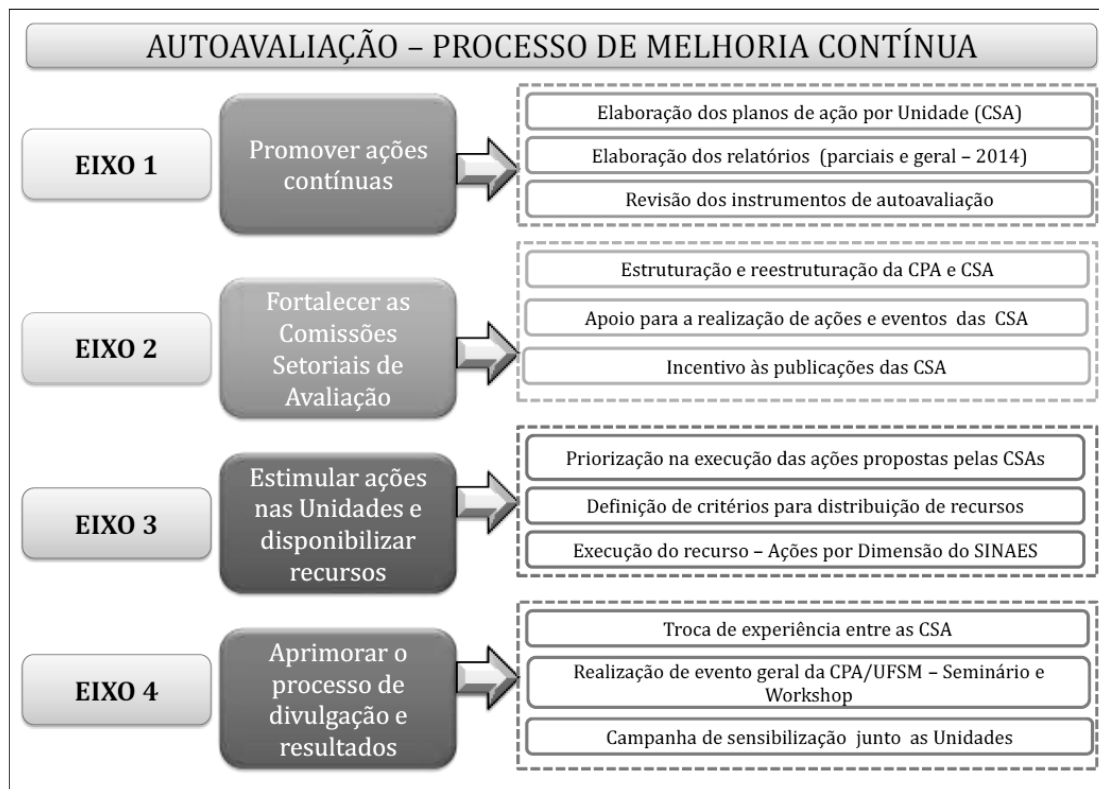 AUTOAVALIAÇÃO – PROCESSO DE MELHORIA CONTÍNUA
EIXO 1
Promover ações
contínuas
Elaboração dos planos de ação por Unidade (CSA)
Elaboração dos relatórios (parciais e geral – 2014)
Revisão dos instrumentos de autoavaliação
EIXO 2
Fortalecer as
Comissões
Setoriais de
Avaliação
Estruturação e reestruturação da CPA e CSA
Apoio para a realização de ações e eventos das CSA
Incentivo às publicações das CSA
EIXO 3
Estimular ações
nas Unidades e
disponibilizar
recursos
Priorização na execução das ações propostas pelas CSAs
Definição de critérios para distribuição de recursos
Execução do recurso – Ações por Dimensão do SINAES
EIXO 4
Aprimorar o
processo de
divulgação e
resultados
Troca de experiência entre as CSA
Realização de evento geral da CPA/UFSM – Seminário e
Workshop
Campanha de sensibilização junto as Unidades